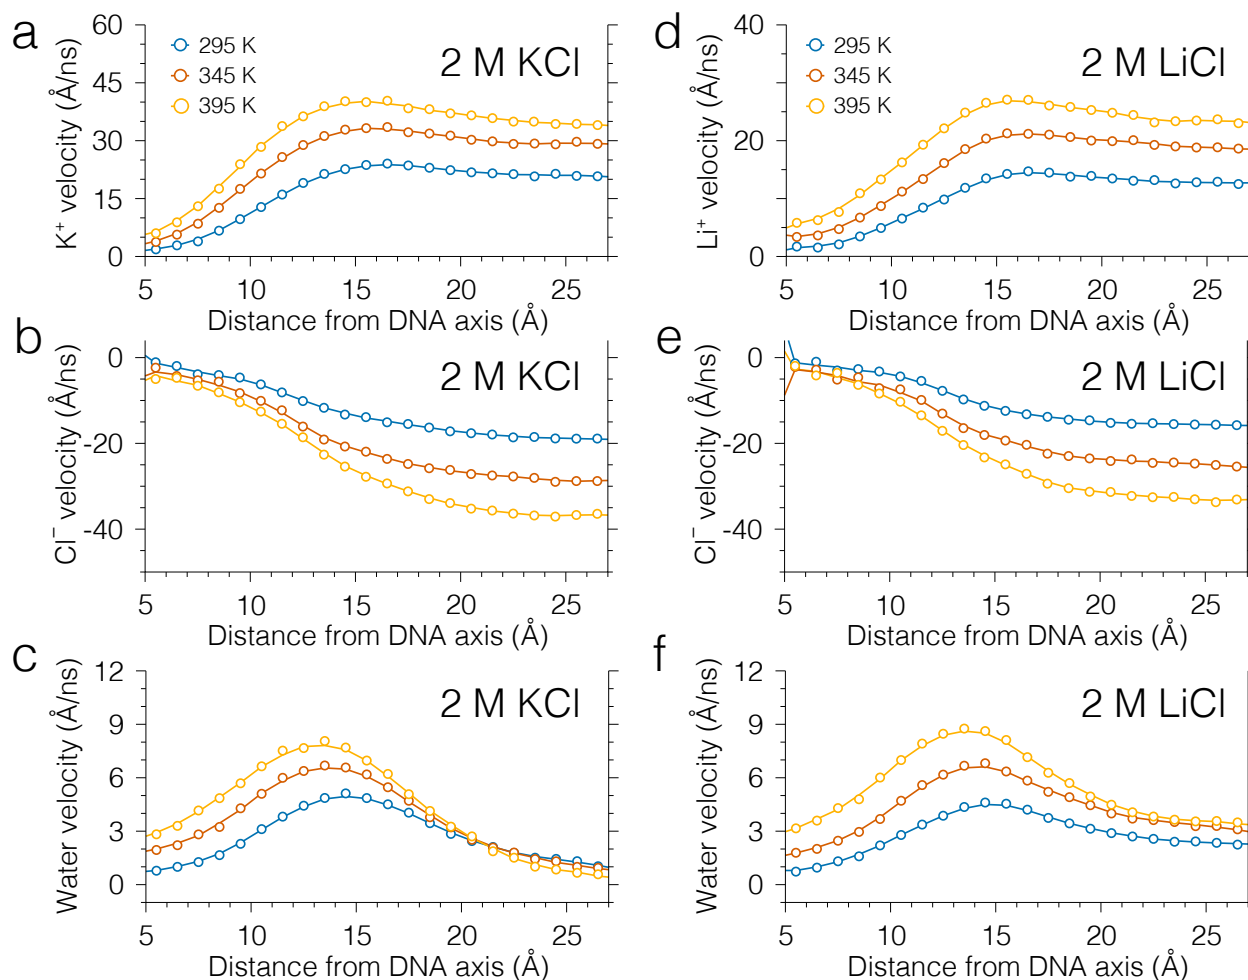 a
K⁺ velocity (Å/ns)
60
45
30
15
0
295 K
345 K
395 K
2 M KCl
5 10 15 20 25
Distance from DNA axis (Å)
d
Li⁺ velocity (Å/ns)
40
20
0
295 K
345 K
395 K
2 M LiCl
5 10 15 20 25
Distance from DNA axis (Å)
b
Cl⁻ velocity (Å/ns)
0
-20
-40
2 M KCl
5 10 15 20 25
Distance from DNA axis (Å)
e
Cl⁻ velocity (Å/ns)
0
-20
-40
2 M LiCl
5 10 15 20 25
Distance from DNA axis (Å)
c
Water velocity (Å/ns)
12
9
6
3
0
2 M KCl
5 10 15 20 25
Distance from DNA axis (Å)
f
Water velocity (Å/ns)
12
9
6
3
0
2 M LiCl
5 10 15 20 25
Distance from DNA axis (Å)